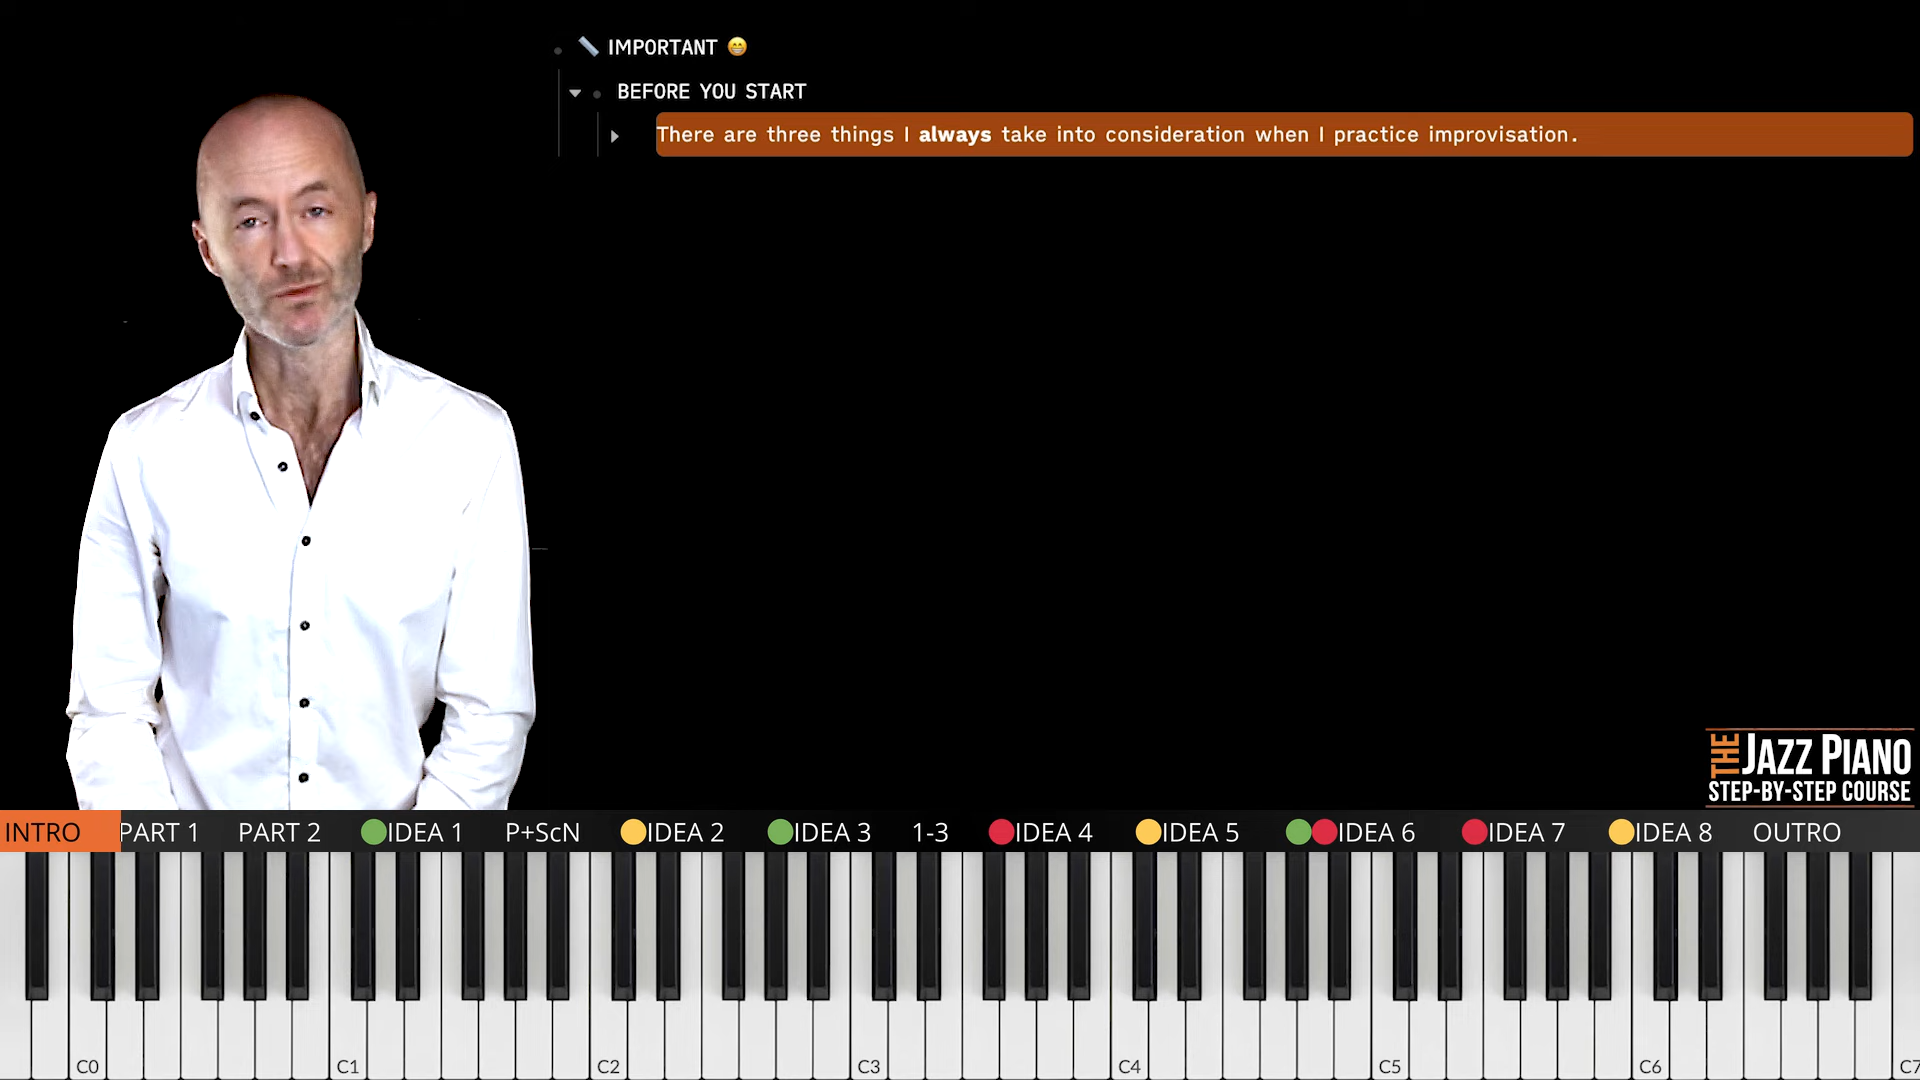 IMPORTANT 😁
BEFORE YOU START
There are three things I always take into consideration when I practice improvisation.
THE JAZZ PIANO
STEP-BY-STEP COURSE
INTRO PART 1 PART 2 IDEA 1 P+ScN IDEA 2 IDEA 3 1-3 IDEA 4 IDEA 5 IDEA 6 IDEA 7 IDEA 8 OUTRO
C0 C1 C2 C3 C4 C5 C6 C7